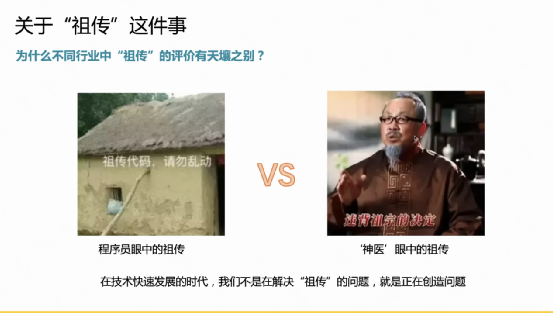 关于“祖传”这件事
为什么不同行业中“祖传”的评价有天壤之别？
祖传代码，请勿乱动
VS
违背祖宗的决定
程序员眼中的祖传
‘神医’眼中的祖传
在技术快速发展的时代，我们不是在解决“祖传”的问题，就是正在创造问题